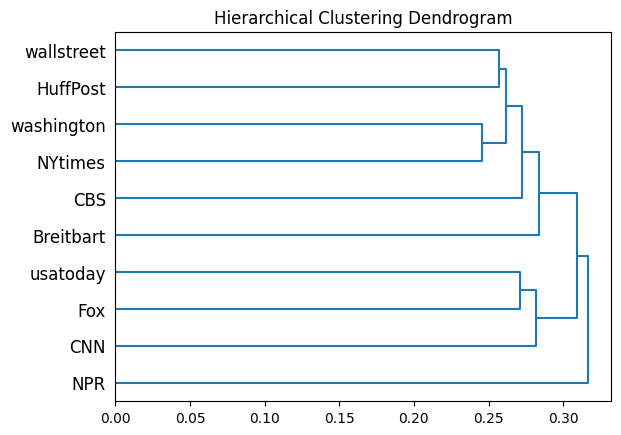 Hierarchical Clustering Dendrogram
wallstreet
HuffPost
washington
NYtimes
CBS
Breitbart
usatoday
Fox
CNN
NPR
0.00 0.05 0.10 0.15 0.20 0.25 0.30